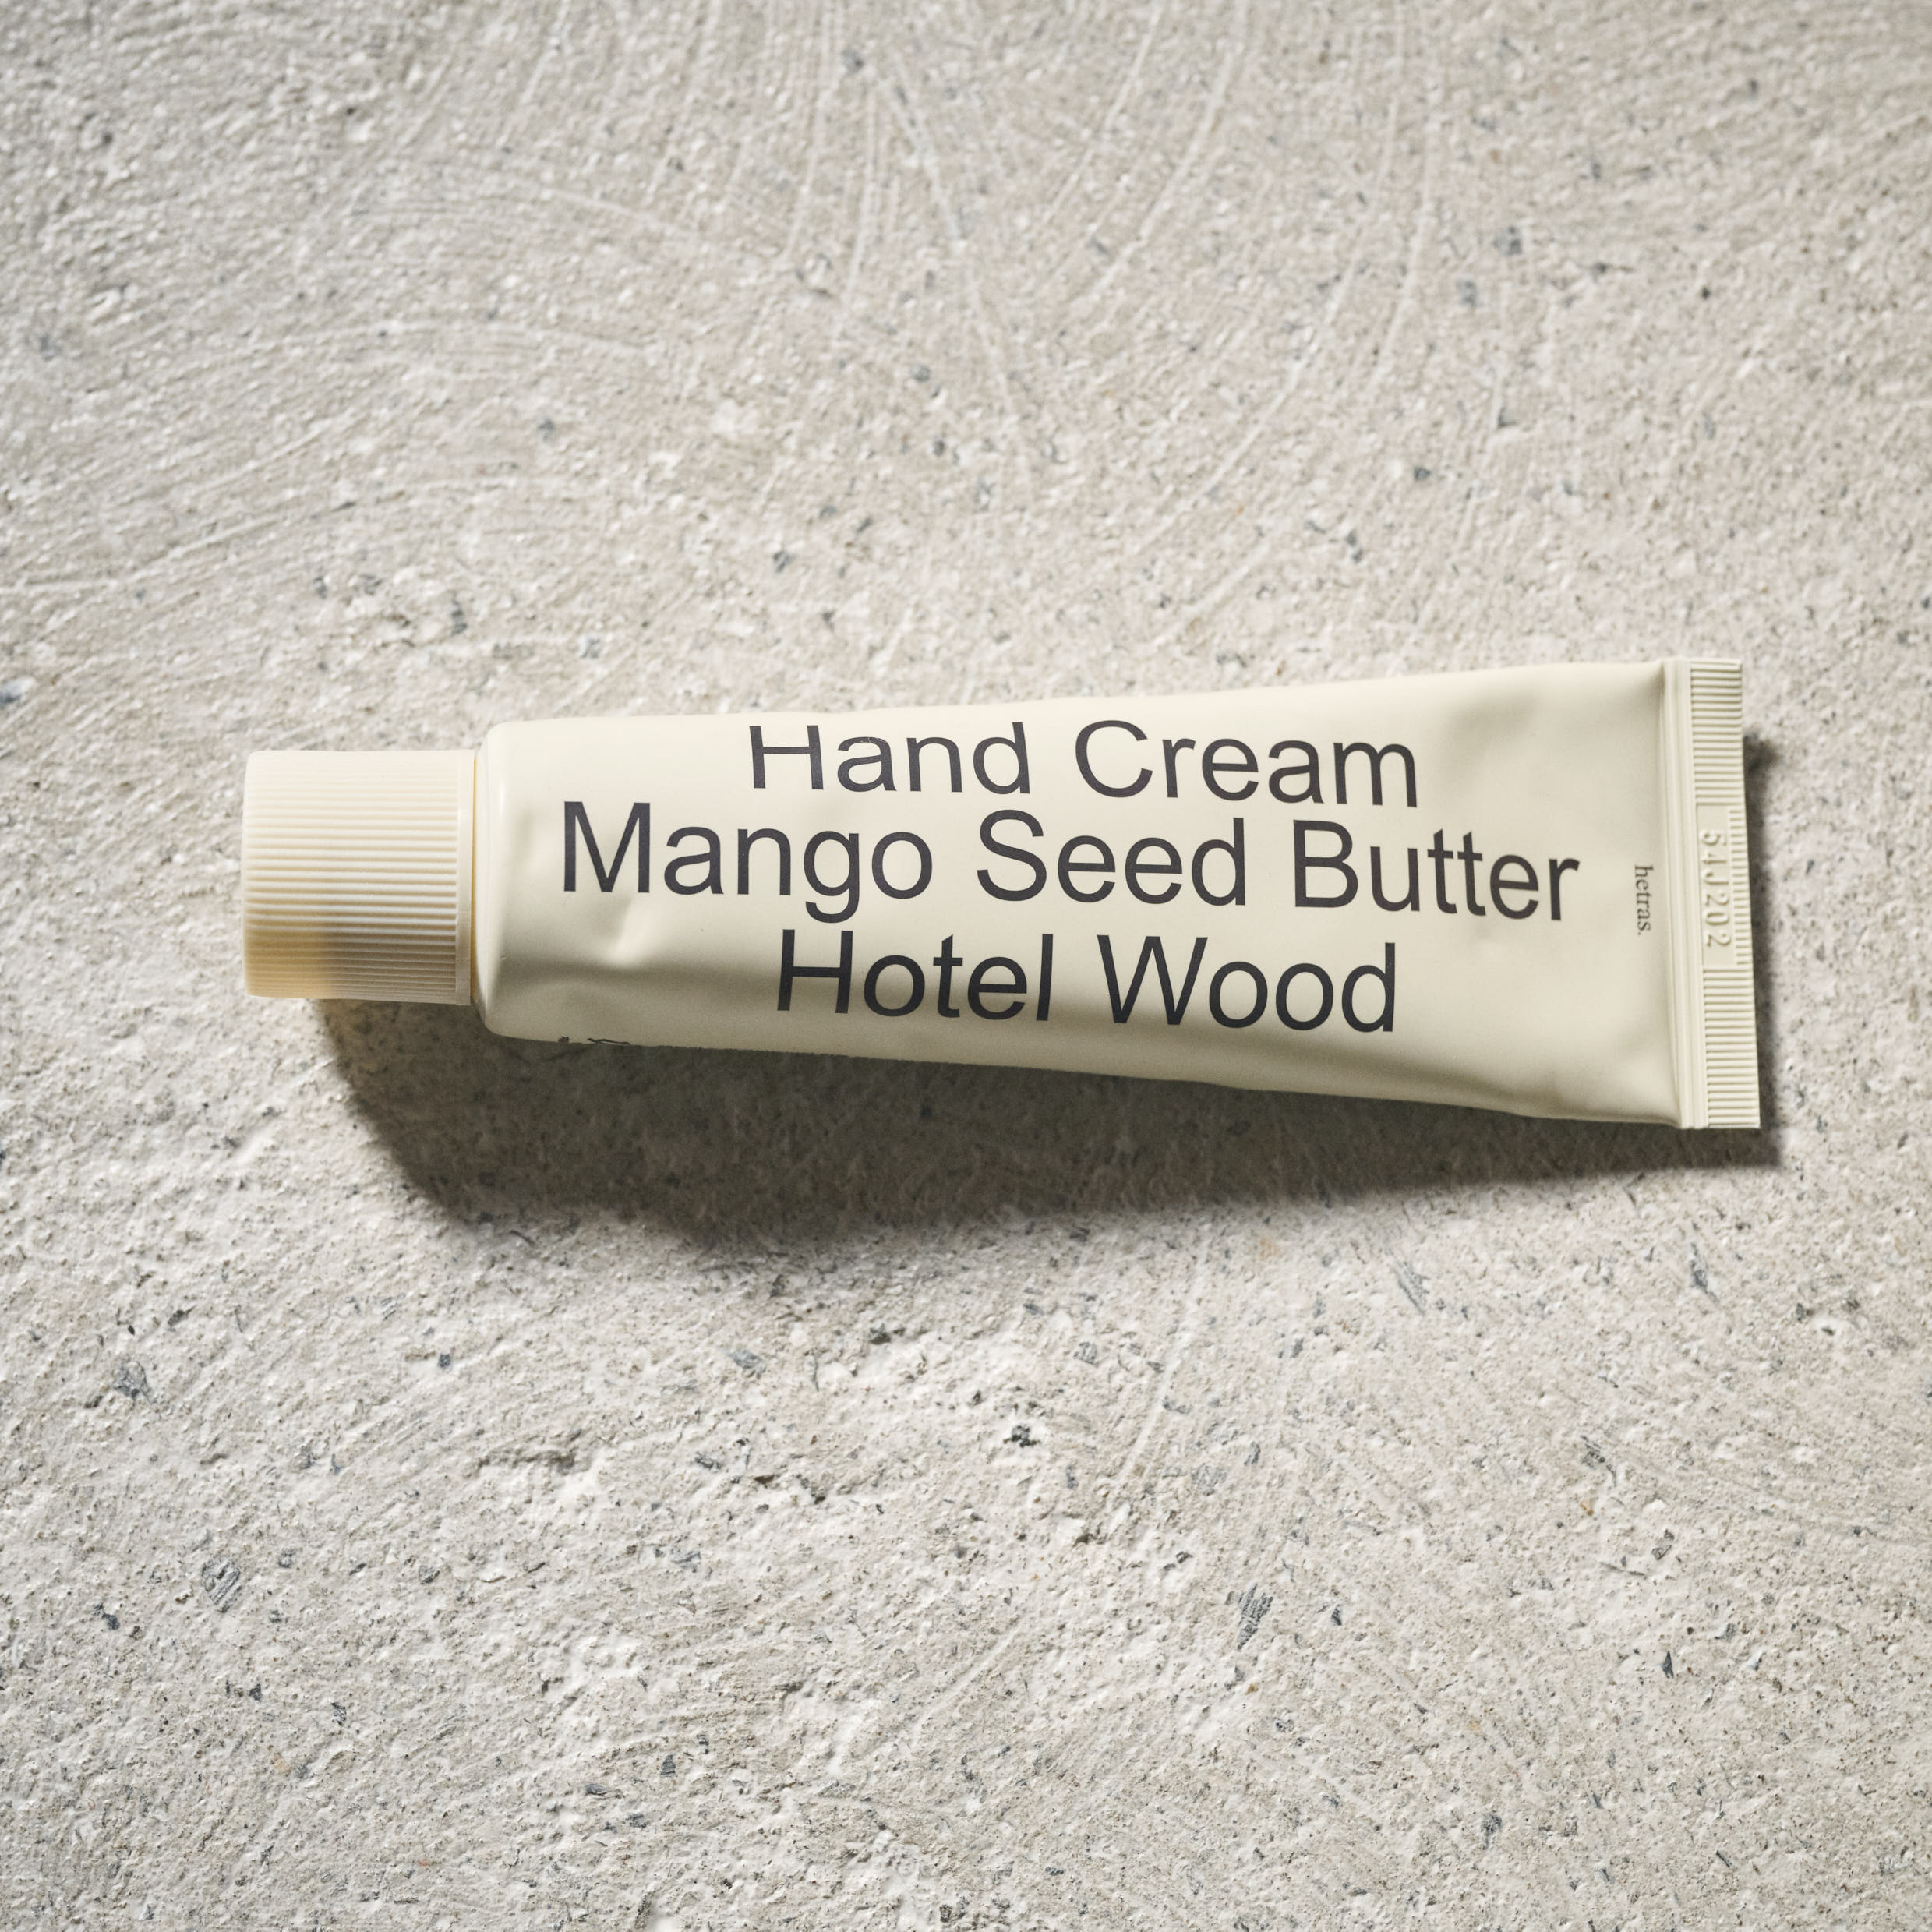 Hand Cream
Mango Seed Butter
Hotel Wood
hetras.
54J202